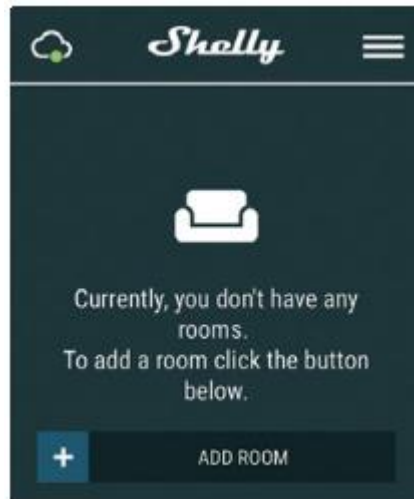 Shelly
Currently, you don't have any
rooms.
To add a room click the button
below.
+ ADD ROOM